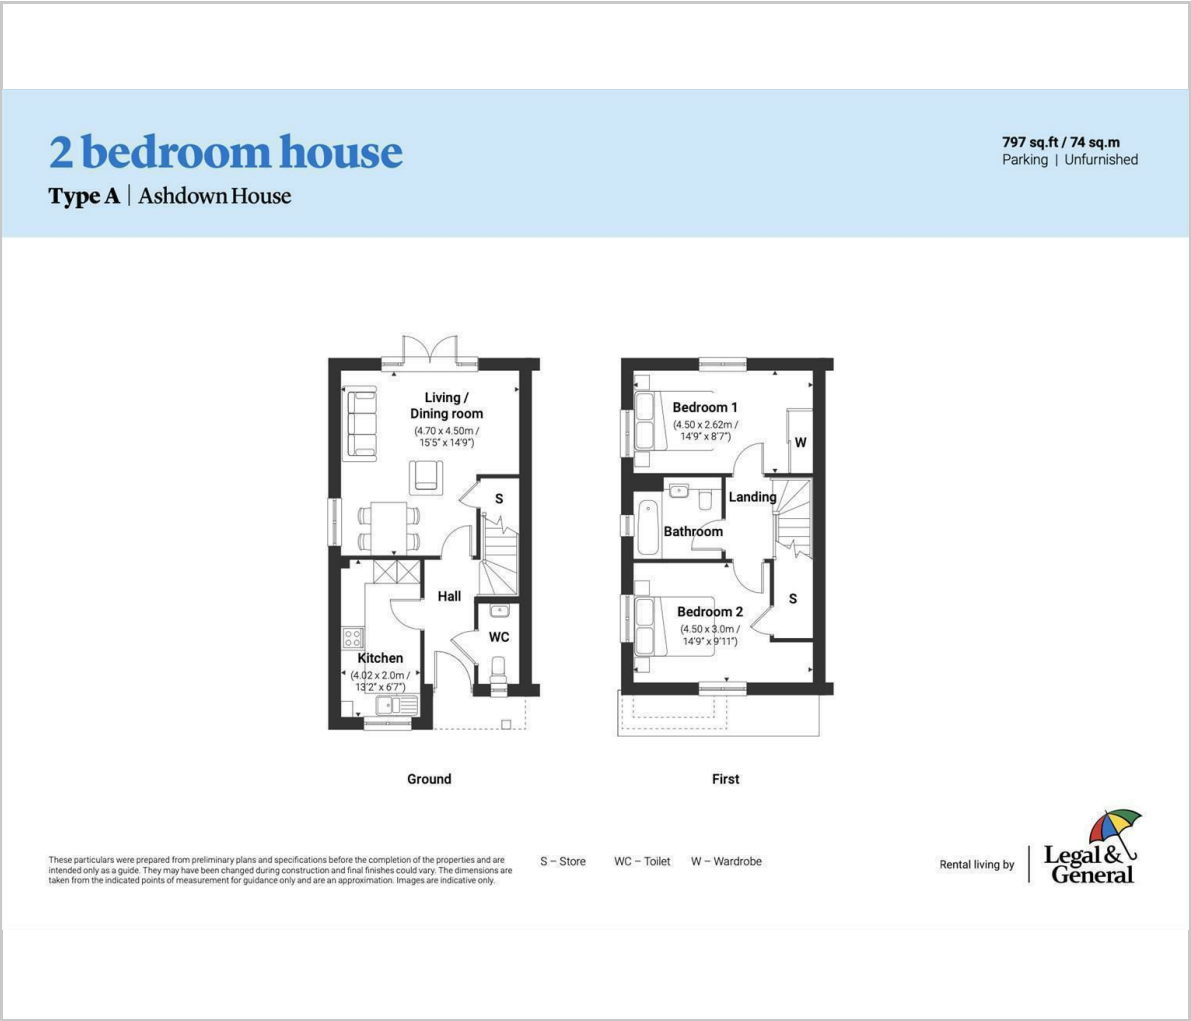 2 bedroom house
Type A | Ashdown House
797 sq.ft / 74 sq.m
Parking | Unfurnished
Living /
Dining room
(4.70 x 4.50m /
15'5" x 14'9")
S
Hall
WC
Kitchen
(4.02 x 2.0m /
13'2" x 6'7")
Ground
Bedroom 1
(4.50 x 2.62m /
14'9" x 8'7")
W
Landing
Bathroom
Bedroom 2
(4.50 x 3.0m /
14'9" x 9'11")
S
First
These particulars were prepared from preliminary plans and specifications before the completion of the properties and are
intended only as a guide. They may have been changed during construction and final finishes could vary. The dimensions are
taken from the indicated points of measurement for guidance only and are an approximation. Images are indicative only.
S – Store WC – Toilet W – Wardrobe
Rental living by
Legal &
General